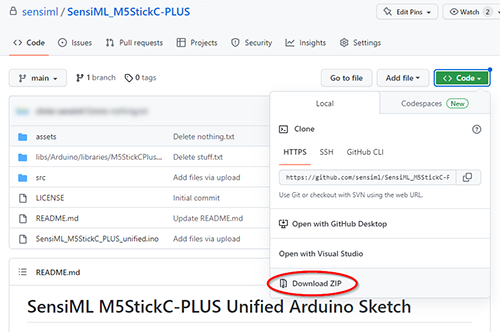 sensiml / SensiML_M5StickC-PLUS
Edit Pins
Watch 2
Code
Issues
Pull requests
Projects
Security
Insights
Settings
main
1 branch
0 tags
Go to file
Add file
Code
Local
Codespaces New
assets
Delete nothing.txt
Clone
libs/Arduino/libraries/M5StickCPlus...
Delete stuff.txt
HTTPS SSH GitHub CLI
src
Add files via upload
https://github.com/sensiml/SensiML_M5StickC-P
LICENSE
Initial commit
Use Git or checkout with SVN using the web URL.
README.md
Update README.md
Open with GitHub Desktop
SensiML_M5StickC_PLUS_unified.ino
Add files via upload
Open with Visual Studio
README.md
Download ZIP
SensiML M5StickC-PLUS Unified Arduino Sketch